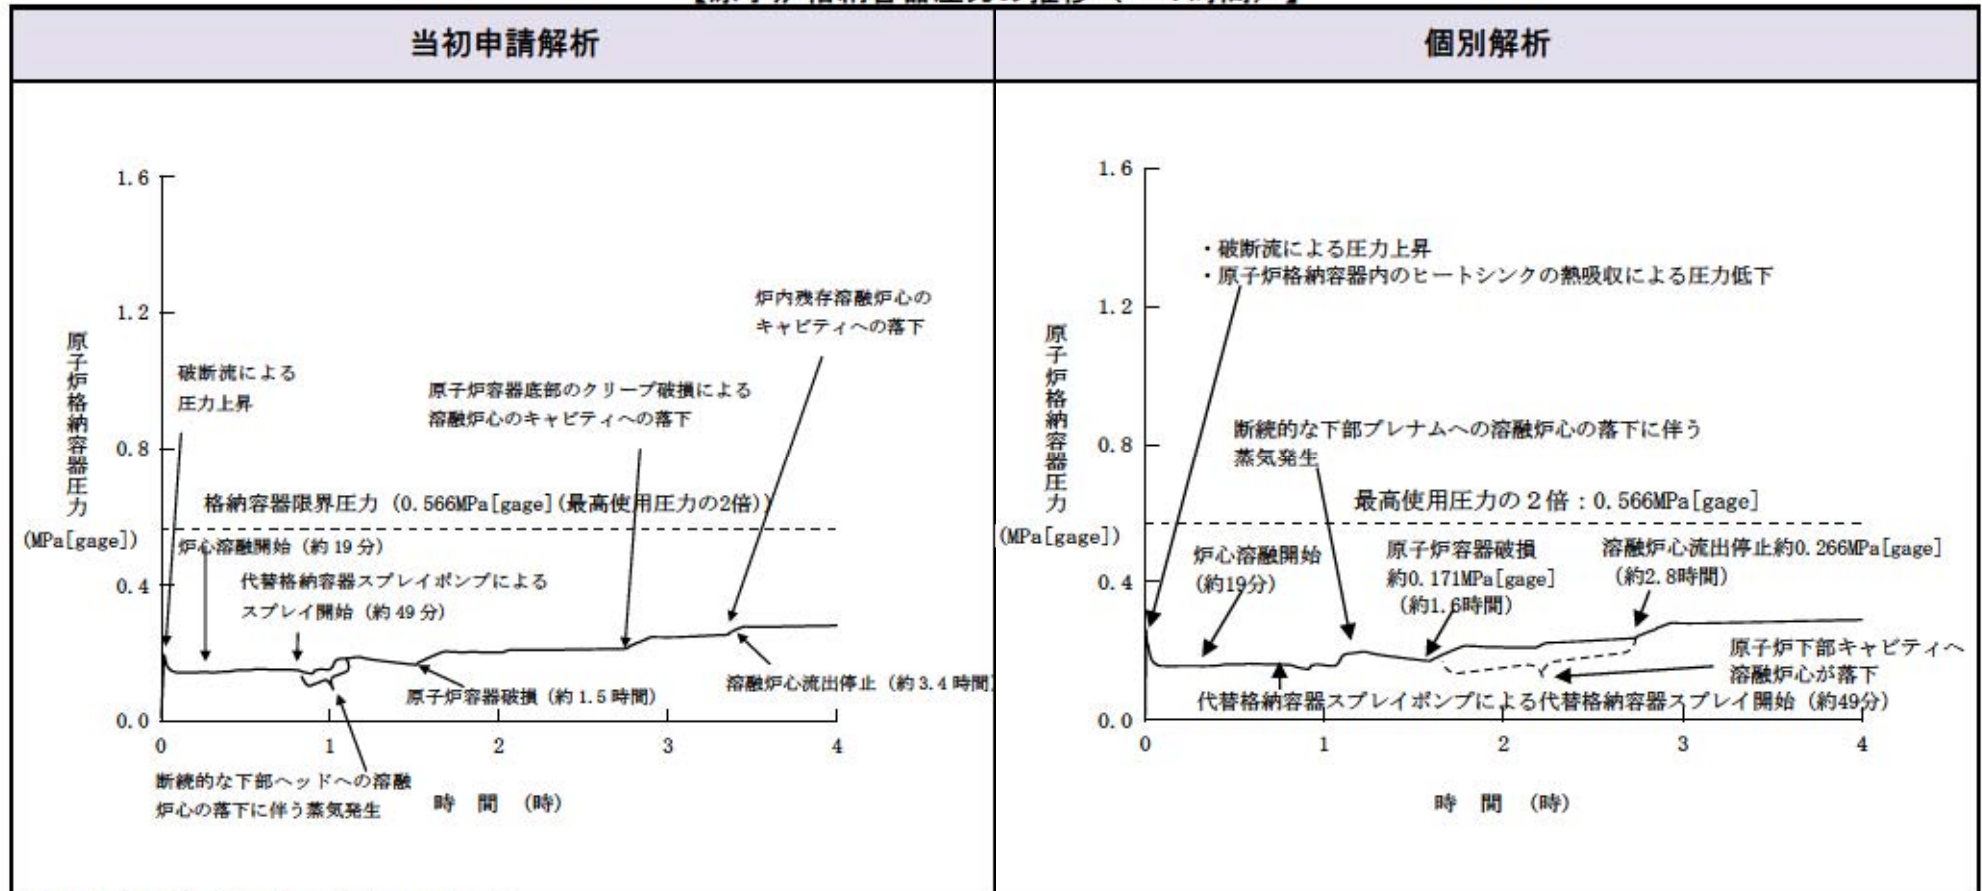 当初申請解析
1.6
1.2
0.8
0.4
0.0
0
1
2
3
4
原子炉格納容器圧力
(MPa[gage])
時 間 (時)
破断流による
圧力上昇
炉内残存溶融炉心の
キャビティへの落下
原子炉容器底部のクリープ破損による
溶融炉心のキャビティへの落下
格納容器限界圧力 (0.566MPa[gage](最高使用圧力の2倍))
炉心溶融開始 (約 19 分)
代替格納容器スプレイポンプによる
スプレイ開始 (約 49 分)
原子炉容器破損 (約 1.5 時間)
溶融炉心流出停止 (約 3.4 時間)
断続的な下部ヘッドへの溶融
炉心の落下に伴う蒸気発生
個別解析
1.6
1.2
0.8
0.4
0.0
0
1
2
3
4
原子炉格納容器圧力
(MPa[gage])
時 間 (時)
・破断流による圧力上昇
・原子炉格納容器内のヒートシンクの熱吸収による圧力低下
断続的な下部プレナムへの溶融炉心の落下に伴う
蒸気発生
最高使用圧力の2倍:0.566MPa[gage]
炉心溶融開始
(約19分)
原子炉容器破損
約0.171MPa[gage]
(約1.6時間)
溶融炉心流出停止約0.266MPa[gage]
(約2.8時間)
原子炉下部キャビティへ
溶融炉心が落下
代替格納容器スプレイポンプによる代替格納容器スプレイ開始 (約49分)